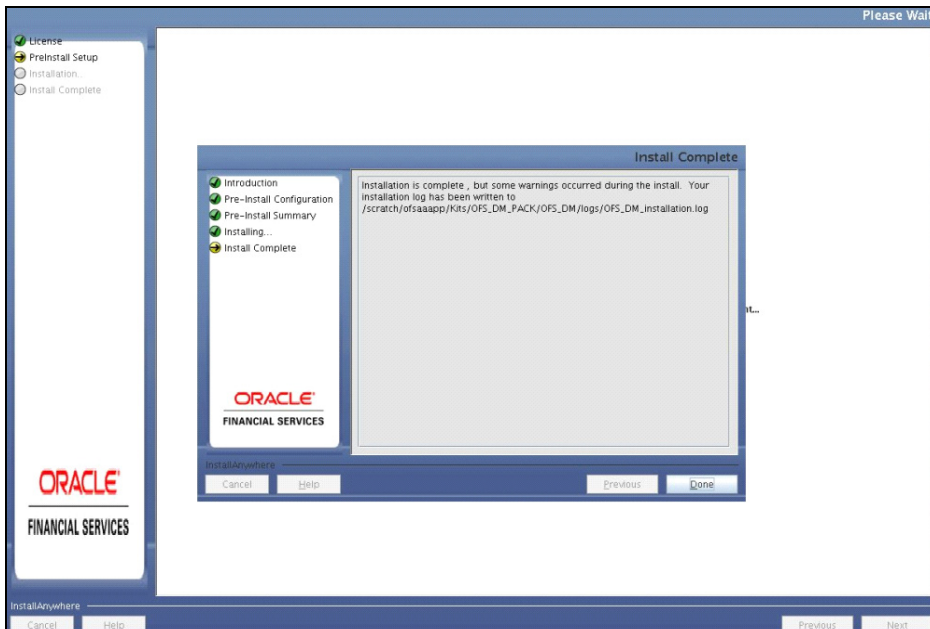 Please Wait
License
PreInstall Setup
Installation...
Install Complete
Install Complete
Introduction
Pre-Install Configuration
Pre-Install Summary
Installing...
Install Complete
Installation is complete , but some warnings occurred during the install. Your
installation log has been written to
/scratch/ofsaaapp/Kits/OFS_DM_PACK/OFS_DM/logs/OFS_DM_installation.log
ORACLE
FINANCIAL SERVICES
InstallAnywhere
Cancel Help Previous Done
ORACLE
FINANCIAL SERVICES
InstallAnywhere
Cancel Help Previous Next